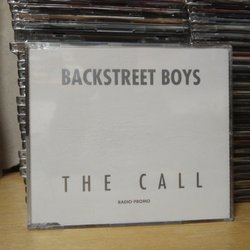 BACKSTREET BOYS
THE CALL
RADIO PROMO